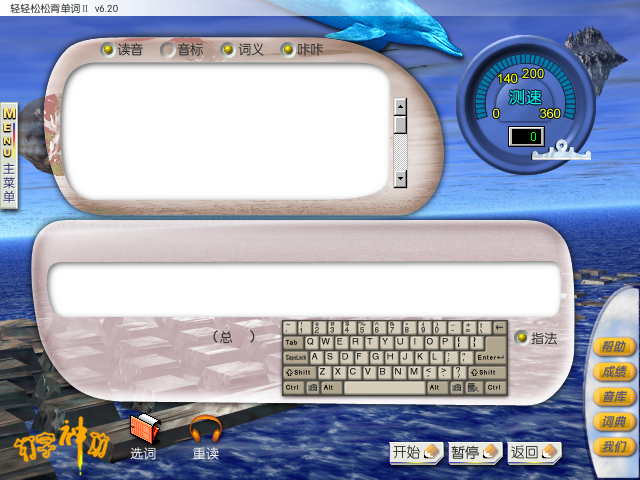 轻轻松松背单词Ⅱ v6.20
读音 音标 词义 咔咔
140 200
测速
0 360
0
MENU 主菜单
（总 ）
指法
Tab Q W E R T Y U I O P
CapsLock A S D F G H J K L Enter
Shift Z X C V B N M Shift
Ctrl Alt Alt Ctrl
帮助
成绩
音库
词典
我们
打字神功
选词 重读
开始 暂停 返回